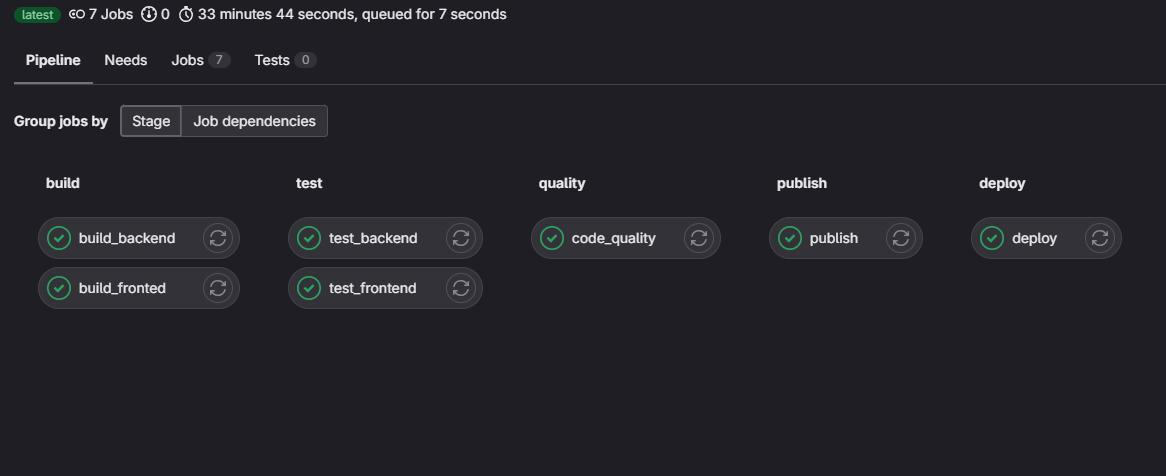 latest 7 Jobs 0 33 minutes 44 seconds, queued for 7 seconds
Pipeline Needs Jobs 7 Tests 0
Group jobs by Stage Job dependencies
build test quality publish deploy
build_backend test_backend code_quality publish deploy
build_fronted test_frontend